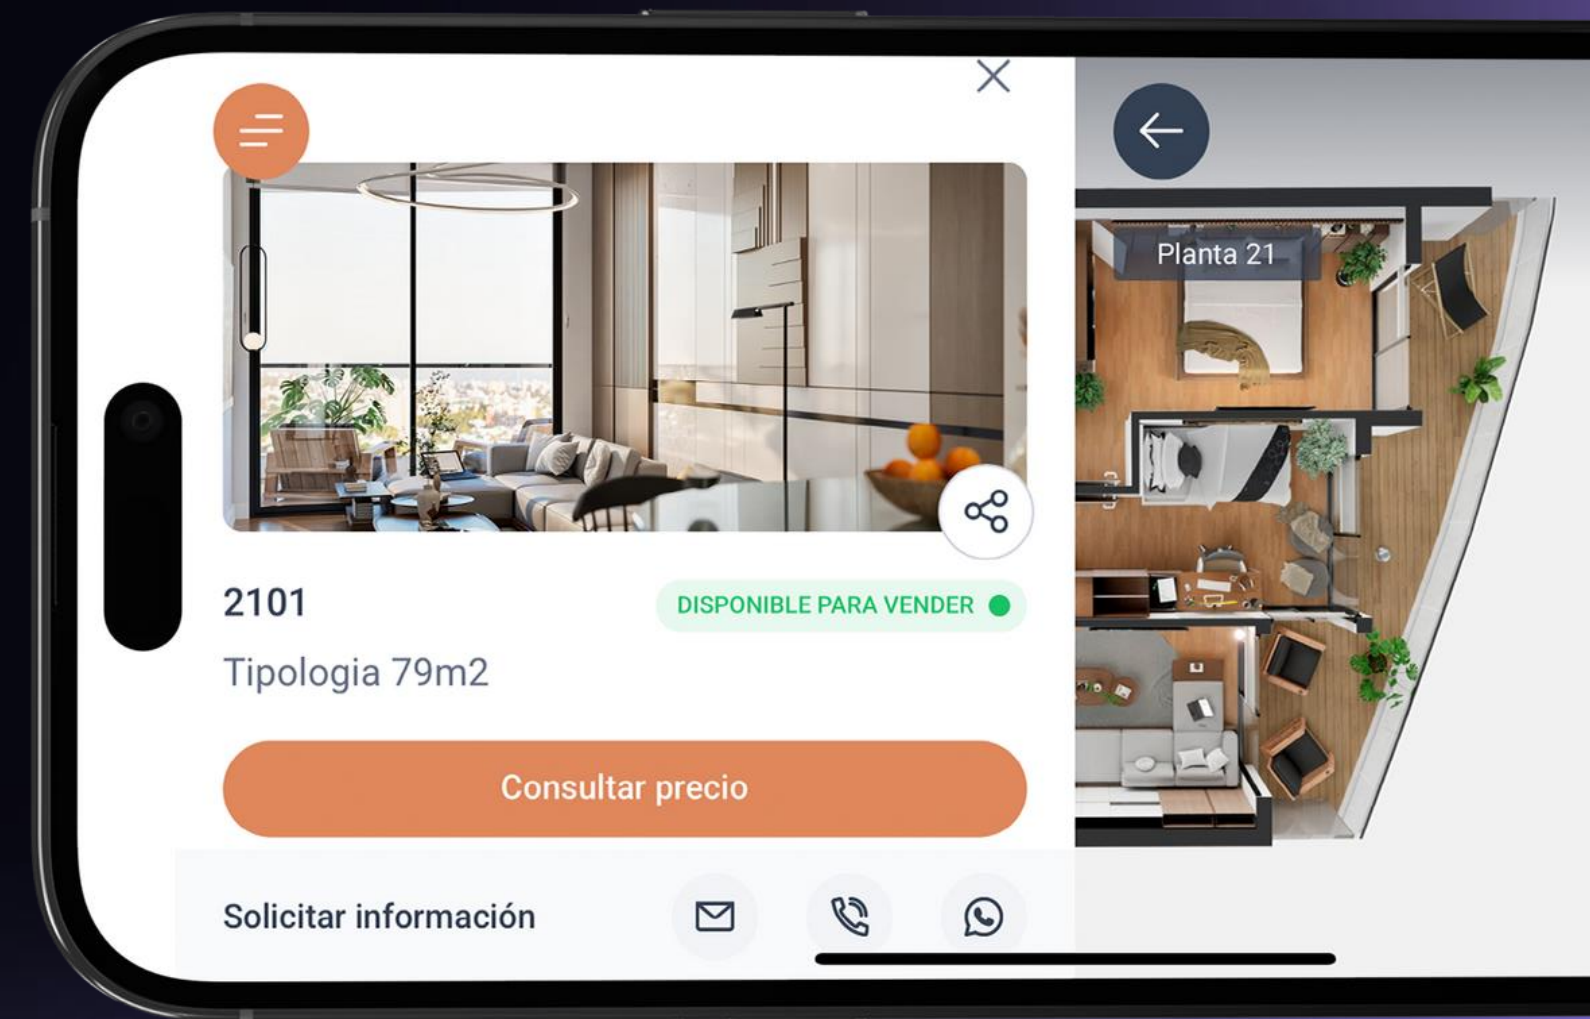 2101
DISPONIBLE PARA VENDER
Tipologia 79m2
Consultar precio
Solicitar información
Planta 21